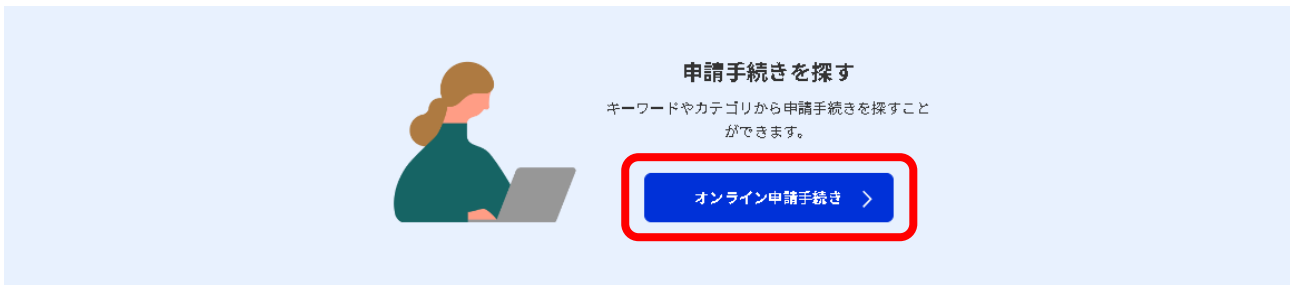 申請手続きを探す
キーワードやカテゴリから申請手続きを探すこと
ができます。
オンライン申請手続き